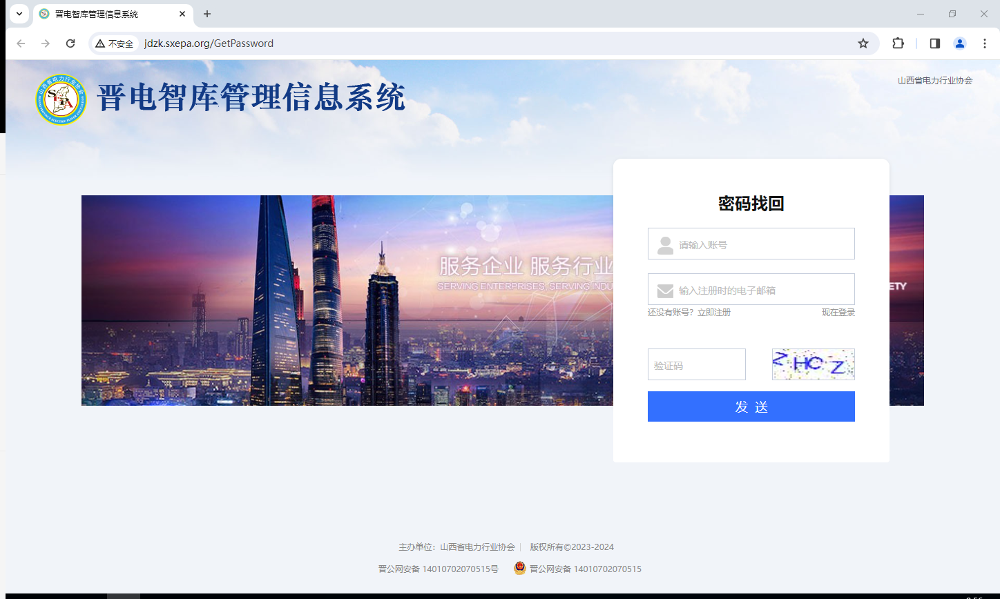 晋电智库管理信息系统
不安全 jdzk.sxepa.org/GetPassword
山西省电力行业协会
晋电智库管理信息系统
密码找回
请输入账号
服务企业 服务行业
SERVING ENTERPRISES, SERVING INDU
ETY
输入注册时的电子邮箱
还没有账号？立即注册 现在登录
验证码 ZHCZ
发 送
主办单位：山西省电力行业协会 | 版权所有©2023-2024
晋公网安备 14010702070515号 晋公网安备 14010702070515